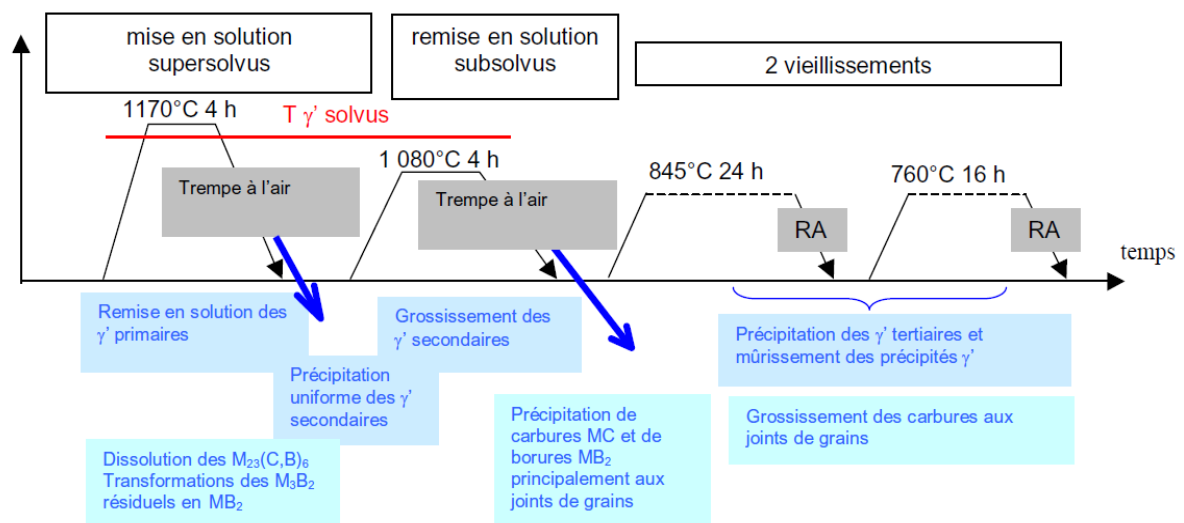 mise en solution
supersolvus
remise en solution
subsolvus
2 vieillissements
1170°C 4 h
T γ’ solvus
1 080°C 4 h
845°C 24 h
760°C 16 h
Trempe à l’air
Trempe à l’air
RA
RA
temps
Remise en solution des
γ’ primaires
Grossissement des
γ’ secondaires
Précipitation des γ’ tertiaires et
mûrissement des précipités γ’
Précipitation
uniforme des γ’
secondaires
Précipitation de
carbures MC et de
borures MB₂
principalement aux
joints de grains
Grossissement des carbures aux
joints de grains
Dissolution des M₂₃(C,B)₆
Transformations des M₃B₂
résiduels en MB₂